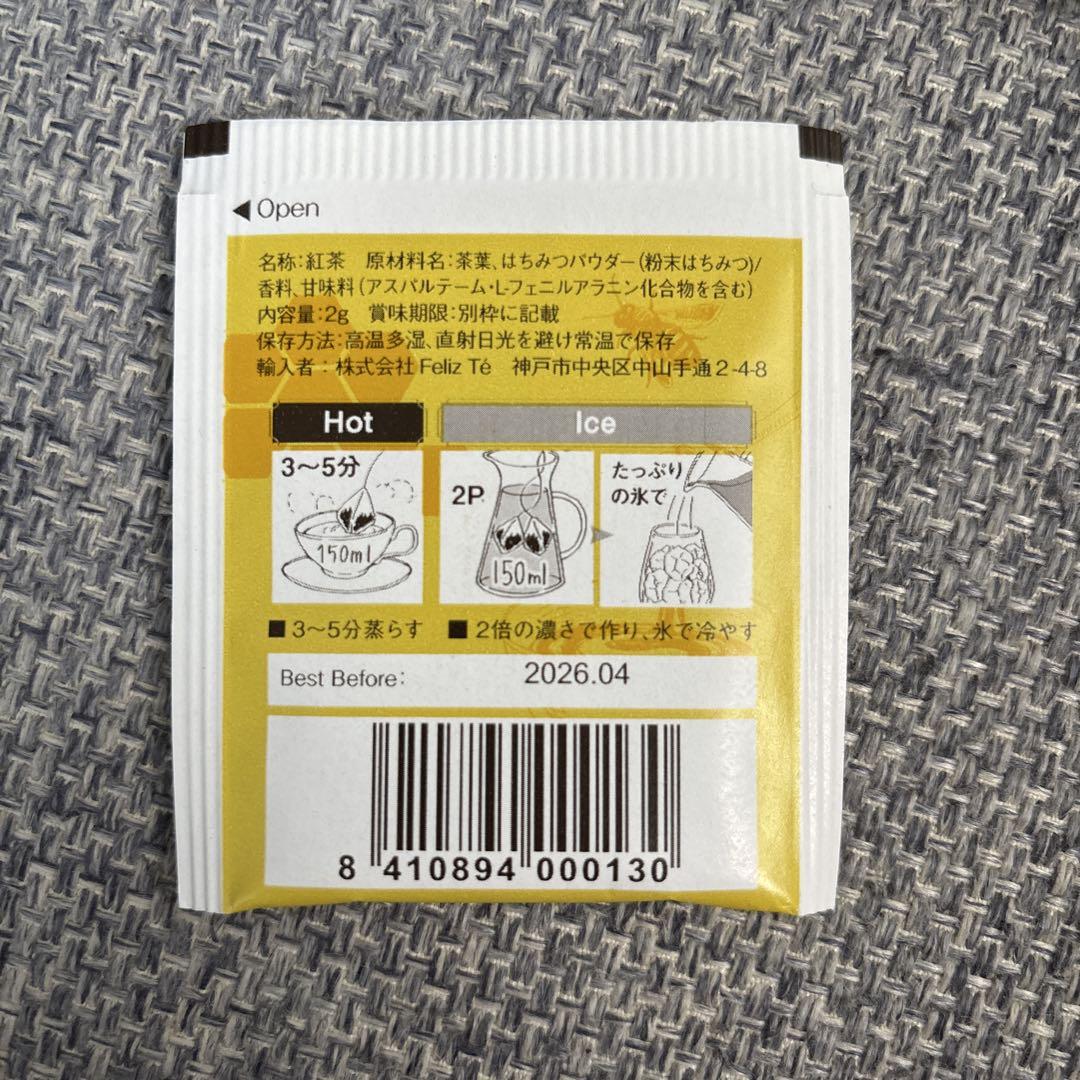 ◀Open
名称:紅茶 原材料名:茶葉、はちみつパウダー(粉末はちみつ)/
香料、甘味料(アスパルテーム・L-フェニルアラニン化合物を含む)
内容量:2g 賞味期限:別枠に記載
保存方法:高温多湿、直射日光を避け常温で保存
輸入者:株式会社 Feliz Té 神戸市中央区中山手通2-4-8
Hot
Ice
3〜5分
150ml
2P
150ml
たっぷり
の氷で
■3〜5分蒸らす
■2倍の濃さで作り、氷で冷やす
Best Before: 2026.04
8 410894 000130